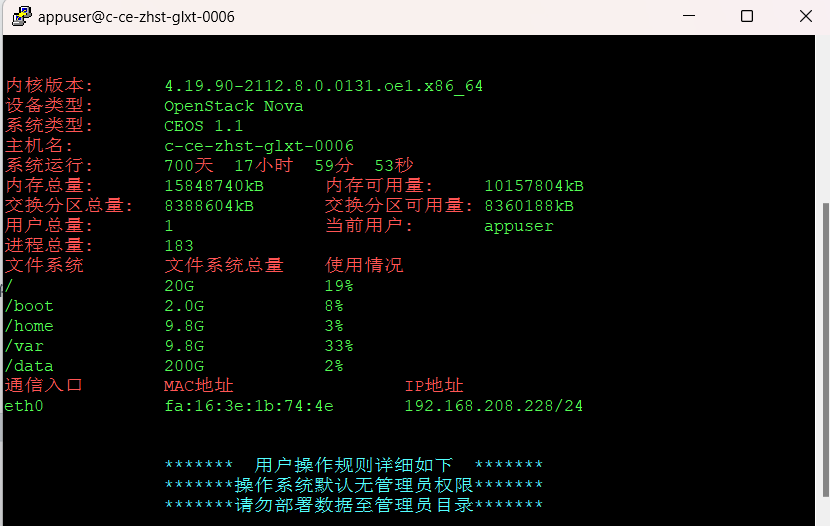 appuser@c-ce-zhst-glxt-0006
内核版本: 4.19.90-2112.8.0.0131.oe1.x86_64
设备类型: OpenStack Nova
系统类型: CEOS 1.1
主机名: c-ce-zhst-glxt-0006
系统运行: 700天 17小时 59分 53秒
内存总量: 15848740kB 内存可用量: 10157804kB
交换分区总量: 8388604kB 交换分区可用量: 8360188kB
用户总量: 1 当前用户: appuser
进程总量: 183
文件系统 文件系统总量 使用情况
/ 20G 19%
/boot 2.0G 8%
/home 9.8G 3%
/var 9.8G 33%
/data 200G 2%
通信入口 MAC地址 IP地址
eth0 fa:16:3e:1b:74:4e 192.168.208.228/24
******* 用户操作规则详细如下 *******
*******操作系统默认无管理员权限*******
*******请勿部署数据至管理员目录*******